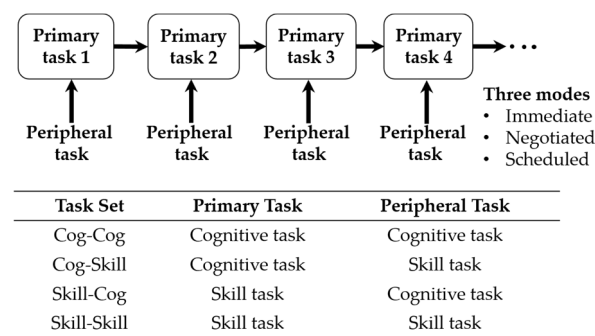 Primary task 1
Primary task 2
Primary task 3
Primary task 4
...
Peripheral task
Peripheral task
Peripheral task
Peripheral task
Three modes
• Immediate
• Negotiated
• Scheduled
Task Set Primary Task Peripheral Task
Cog-Cog Cognitive task Cognitive task
Cog-Skill Cognitive task Skill task
Skill-Cog Skill task Cognitive task
Skill-Skill Skill task Skill task